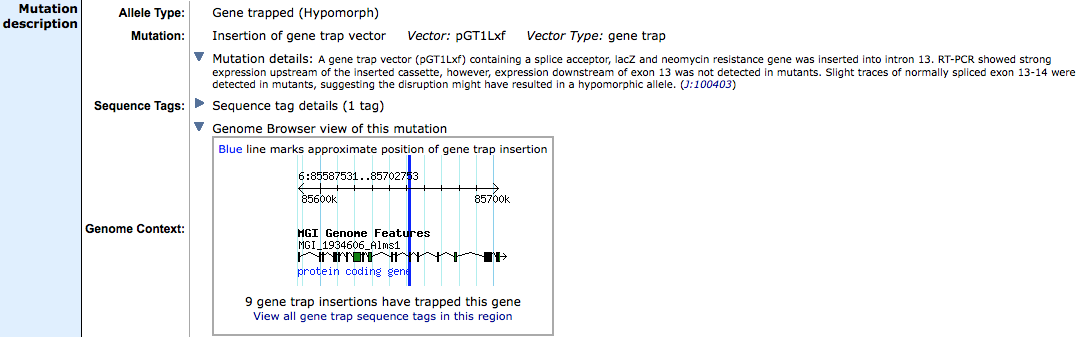 Mutation description
Allele Type: Gene trapped (Hypomorph)
Mutation: Insertion of gene trap vector Vector: pGT1Lxf Vector Type: gene trap
Mutation details: A gene trap vector (pGT1Lxf) containing a splice acceptor, lacZ and neomycin resistance gene was inserted into intron 13. RT-PCR showed strong
expression upstream of the inserted cassette, however, expression downstream of exon 13 was not detected in mutants. Slight traces of normally spliced exon 13-14 were
detected in mutants, suggesting the disruption might have resulted in a hypomorphic allele. (J:100403)
Sequence Tags: Sequence tag details (1 tag)
Genome Browser view of this mutation
Genome Context:
Blue line marks approximate position of gene trap insertion
6:85587531..85702753
85600k 85700k
MGI Genome Features
MGI_1934606_Alms1
protein coding gene
9 gene trap insertions have trapped this gene
View all gene trap sequence tags in this region